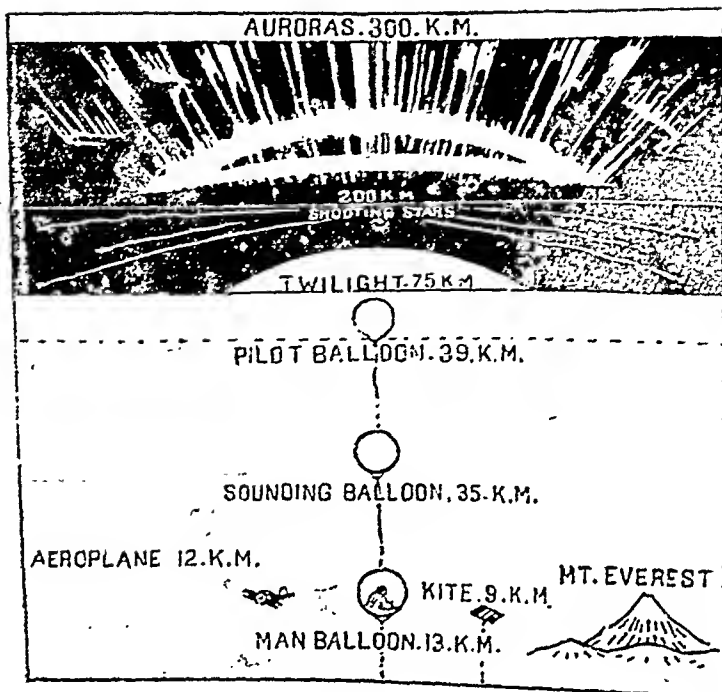 AURORAS.300.K.M.
200 K M
SHOOTING STARS
TWILIGHT.75 K M
PILOT BALLOON.39.K.M.
SOUNDING BALLOON.35.K.M.
AEROPLANE 12.K.M.
KITE.9.K.M.
MT. EVEREST
MAN BALLOON.13.K.M.